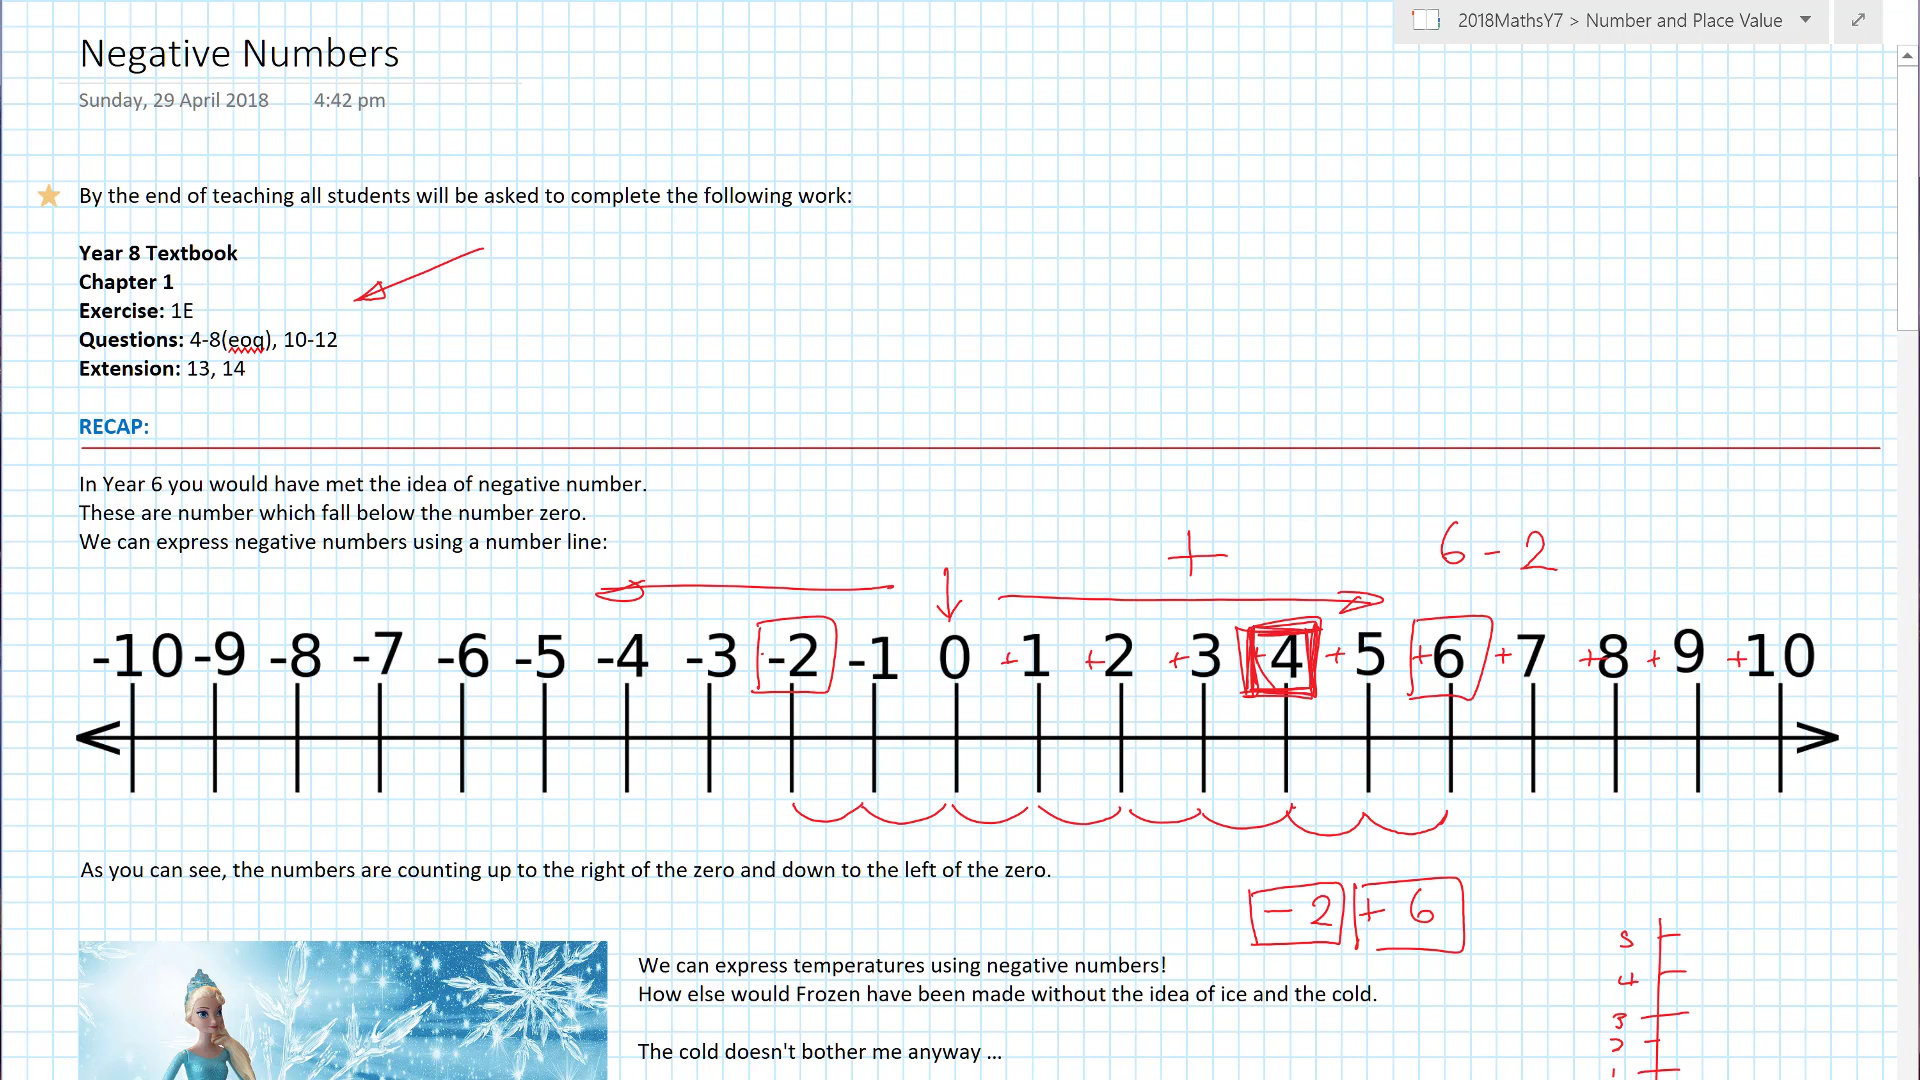 2018MathsY7 > Number and Place Value
Negative Numbers
Sunday, 29 April 2018 4:42 pm
By the end of teaching all students will be asked to complete the following work:
Year 8 Textbook
Chapter 1
Exercise: 1E
Questions: 4-8(eoq), 10-12
Extension: 13, 14
RECAP:
In Year 6 you would have met the idea of negative number.
These are number which fall below the number zero.
We can express negative numbers using a number line:
+ 6 - 2
-10 -9 -8 -7 -6 -5 -4 -3 -2 -1 0 +1 +2 +3 +4 +5 +6 +7 +8 +9 +10
As you can see, the numbers are counting up to the right of the zero and down to the left of the zero.
- 2 + 6
5
4
3
2
1
We can express temperatures using negative numbers!
How else would Frozen have been made without the idea of ice and the cold.
The cold doesn't bother me anyway ...